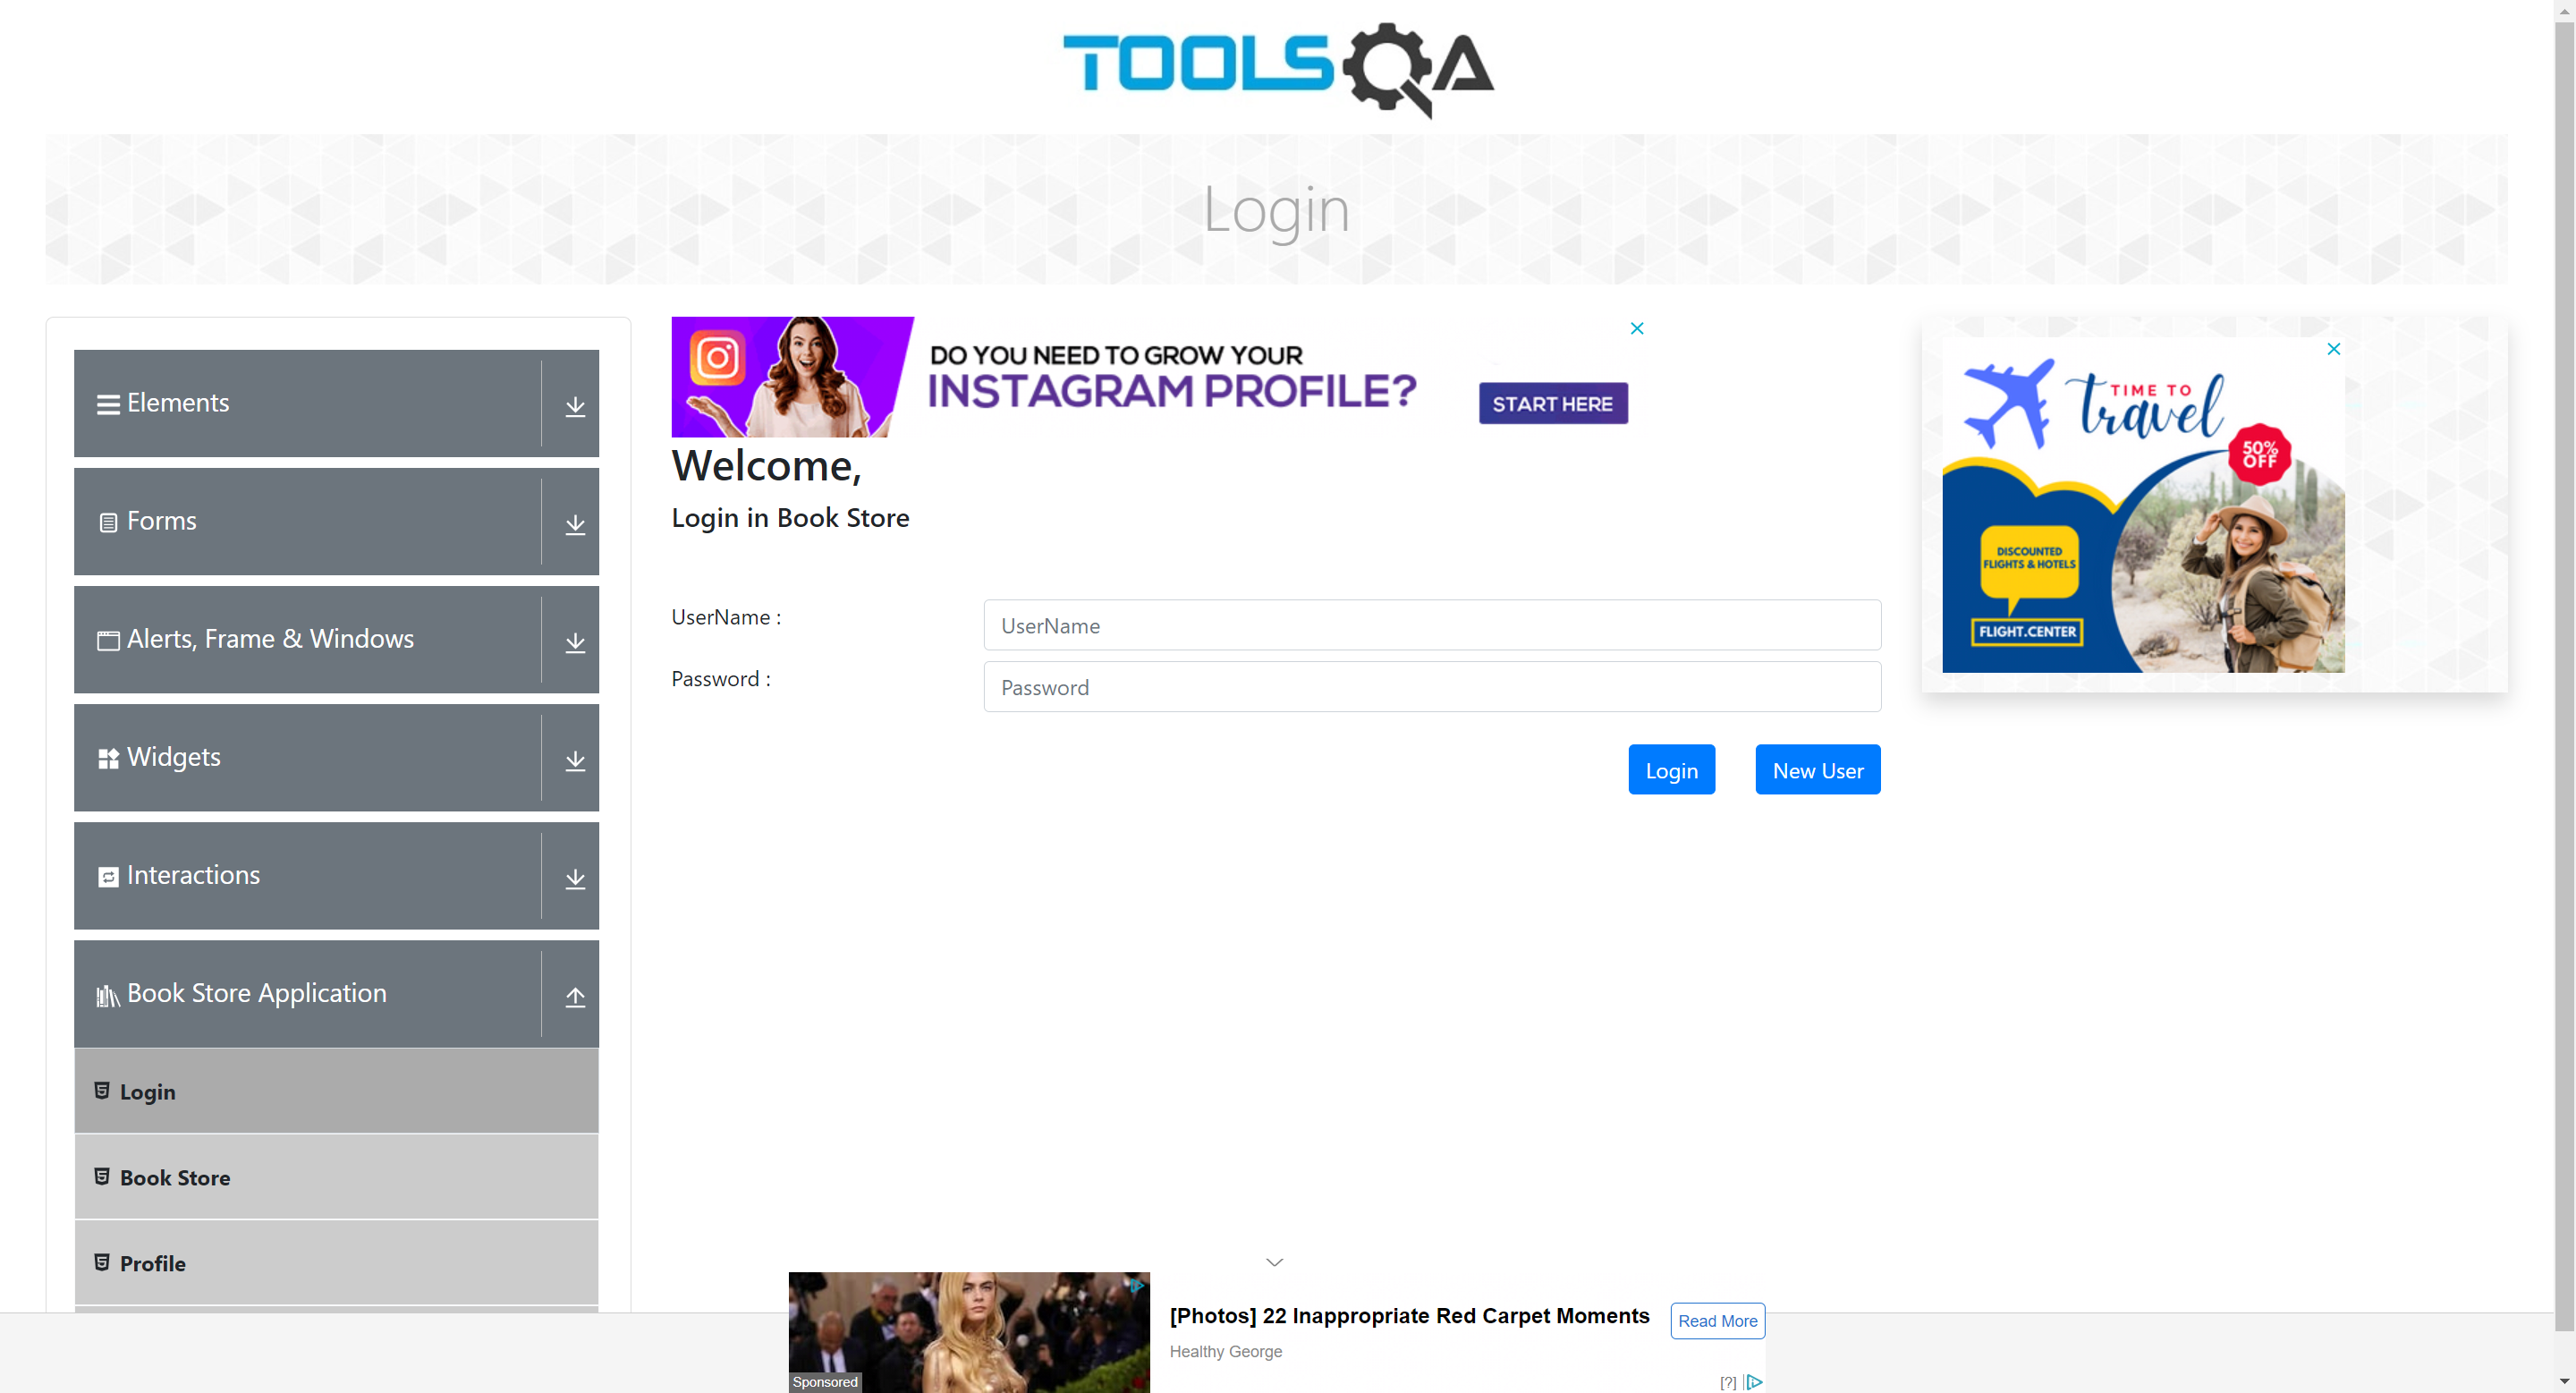 TOOLSQA
Login
Elements
Forms
Alerts, Frame & Windows
Widgets
Interactions
Book Store Application
Login
Book Store
Profile
DO YOU NEED TO GROW YOUR
INSTAGRAM PROFILE?
START HERE
Welcome,
Login in Book Store
UserName :
UserName
Password :
Password
Login
New User
TIME TO
travel
50%
OFF
DISCOUNTED
FLIGHTS & HOTELS
FLIGHT.CENTER
Sponsored
[Photos] 22 Inappropriate Red Carpet Moments
Healthy George
Read More
[?]